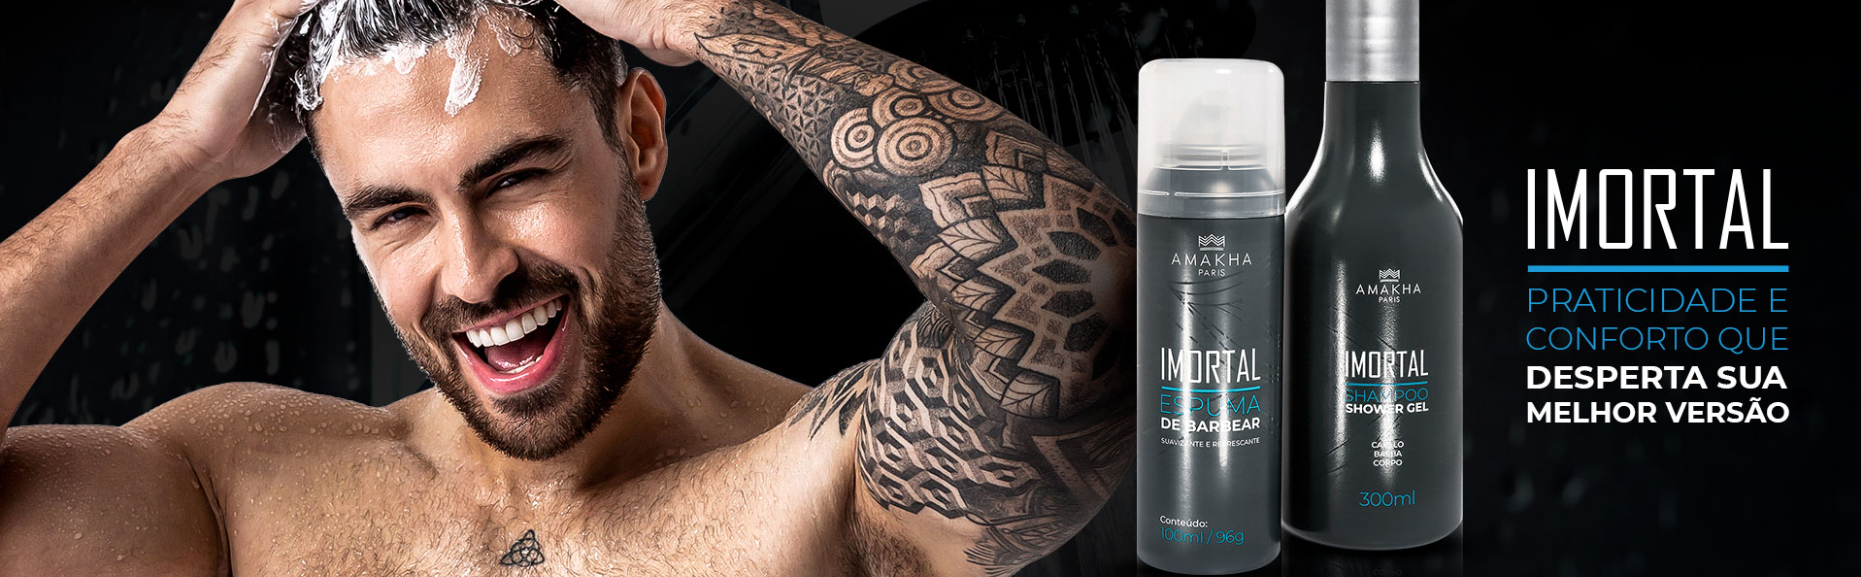 AMAKHA
PARIS
IMORTAL
ESPUMA
DE BARBEAR
SUAVIZANTE E REFRESCANTE
Conteúdo:
100ml / 96g
AMAKHA
PARIS
IMORTAL
SHAMPOO
SHOWER GEL
CABELO
BARBA
CORPO
300ml
IMORTAL
PRATICIDADE E
CONFORTO QUE
DESPERTA SUA
MELHOR VERSÃO